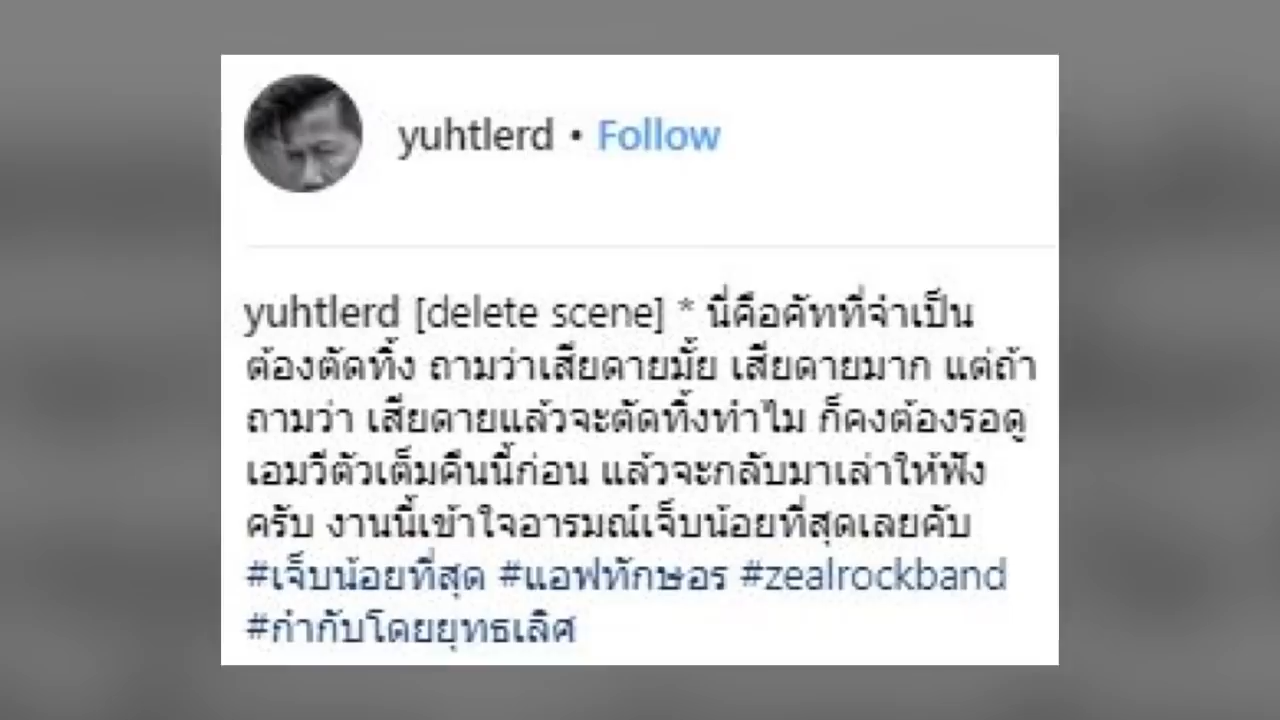 yuhtlerd • Follow
yuhtlerd [delete scene] * นี่คือคัทที่จำเป็น
ต้องตัดทิ้ง ถามว่าเสียดายมั้ย เสียดายมาก แต่ถ้า
ถามว่า เสียดายแล้วจะตัดทิ้งทำไม ก็คงต้องรอดู
เอมวีตัวเต็มคืนนี้ก่อน แล้วจะกลับมาเล่าให้ฟัง
ครับ งานนี้เข้าใจอารมณ์เจ็บน้อยที่สุดเลยคับ
#เจ็บน้อยที่สุด #แอฟทักษอร #zealrockband
#กำกับโดยยุทธเลิศ